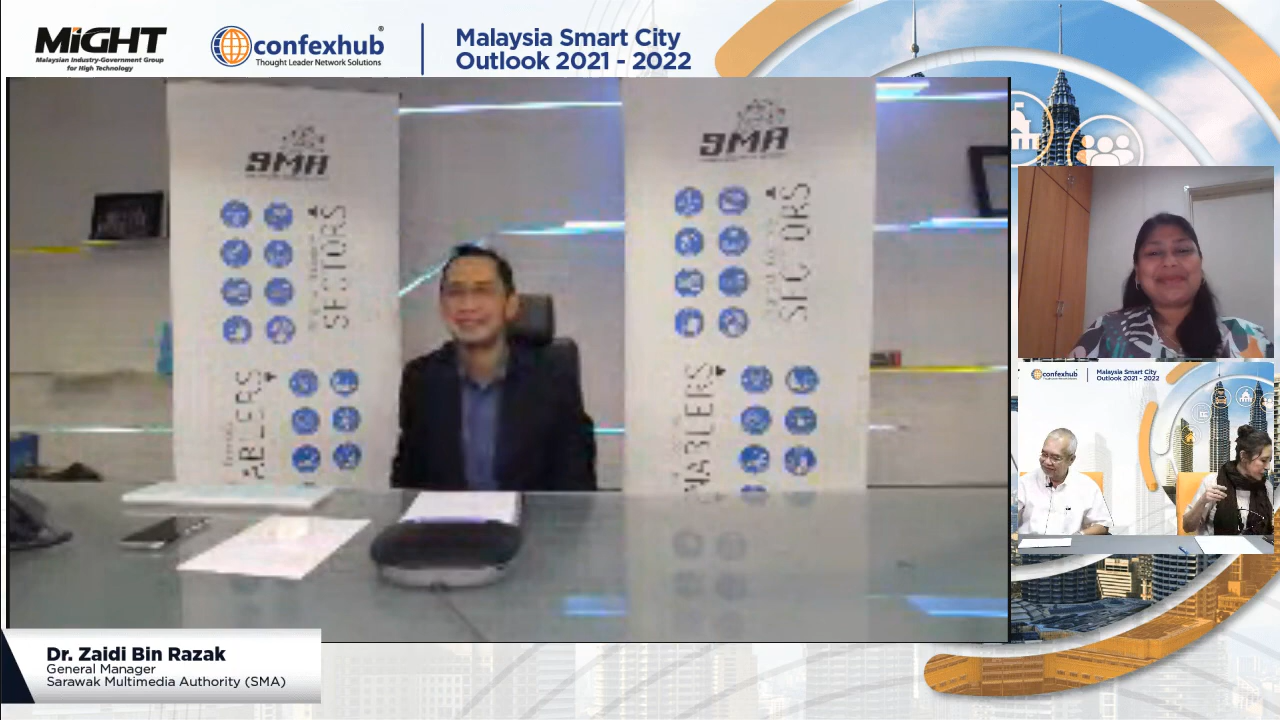 MiGHT
Malaysian Industry-Government Group
for High Technology
confexhub®
Thought Leader Network Solutions
Malaysia Smart City
Outlook 2021 - 2022
SMA
SECTORS
SMA
SECTORS
confexhub
Malaysia Smart City
Outlook 2021 - 2022
Dr. Zaidi Bin Razak
General Manager
Sarawak Multimedia Authority (SMA)